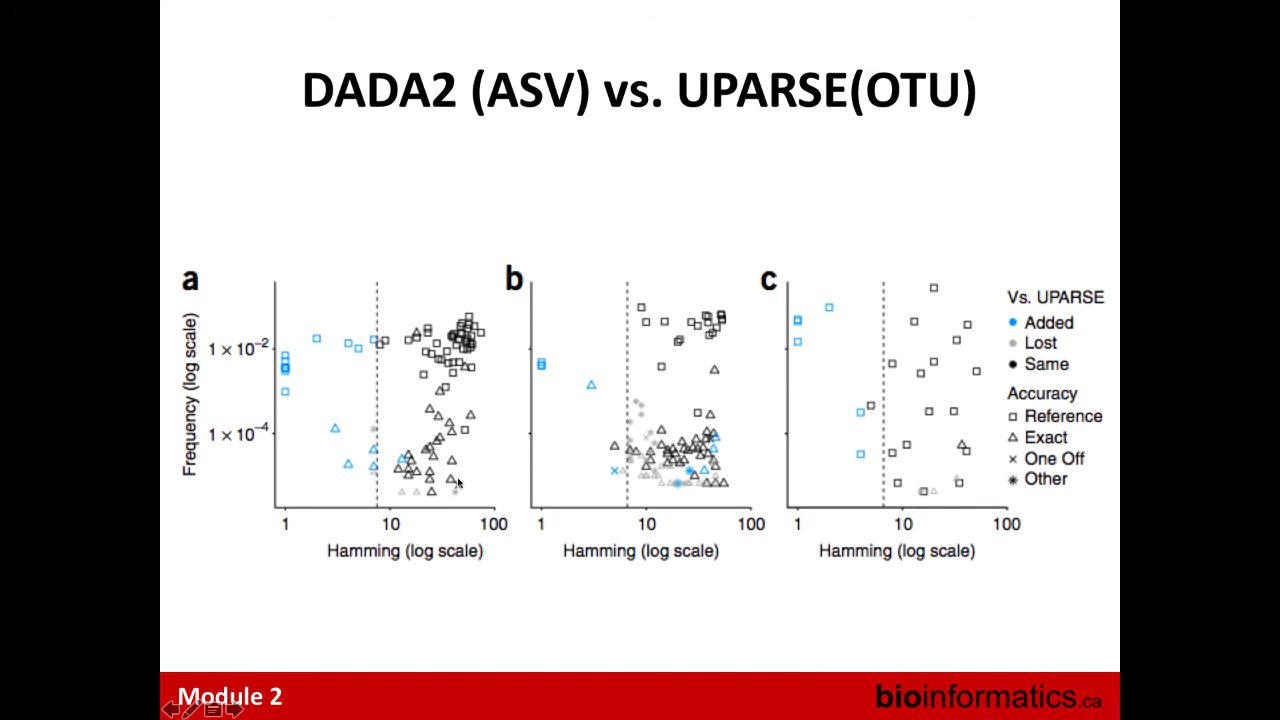 DADA2 (ASV) vs. UPARSE(OTU)
a
b
c
Frequency (log scale)
1 × 10⁻²
1 × 10⁻⁴
1
10
100
Hamming (log scale)
1
10
100
Hamming (log scale)
1
10
100
Hamming (log scale)
Vs. UPARSE
Added
Lost
Same
Accuracy
Reference
Exact
One Off
Other
Module 2
bioinformatics.ca